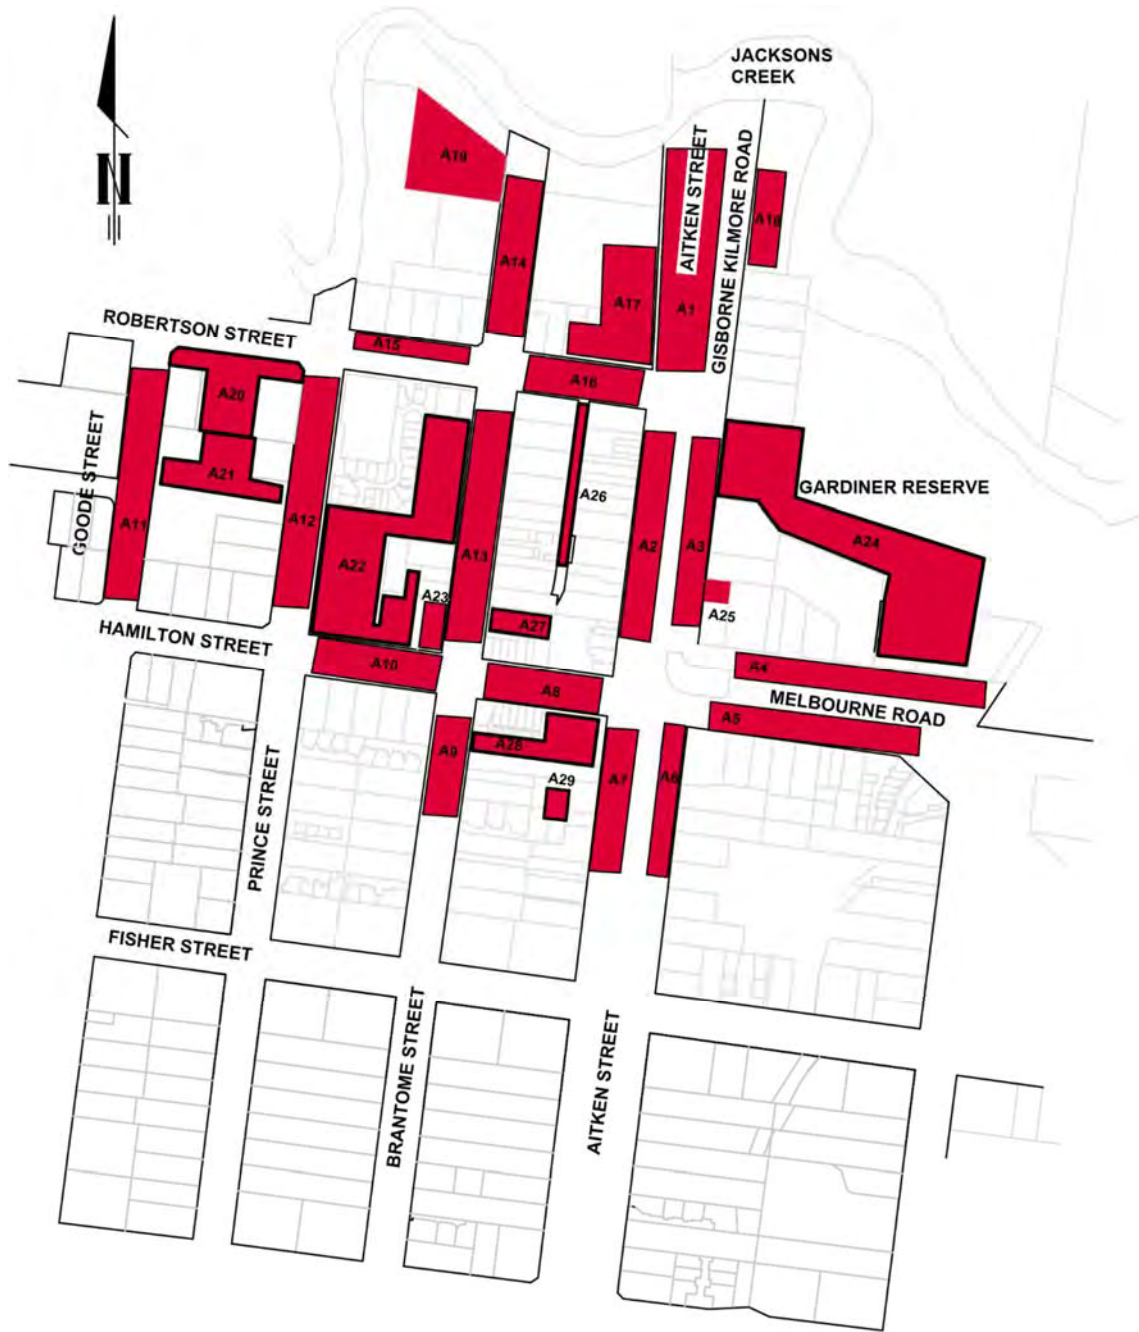 JACKSONS
CREEK
AITKEN STREET
GISBORNE KILMORE ROAD
N
A19
A18
A14
A17
A1
ROBERTSON STREET
A15
A16
A20
A21
A26
GARDINER RESERVE
GOODE STREET
A11
A12
A13
A2
A3
A24
A22
A23
A25
A27
HAMILTON STREET
A10
A4
A8
MELBOURNE ROAD
A5
A9
A28
A29
A7
A6
PRINCE STREET
FISHER STREET
BRANTOME STREET
AITKEN STREET